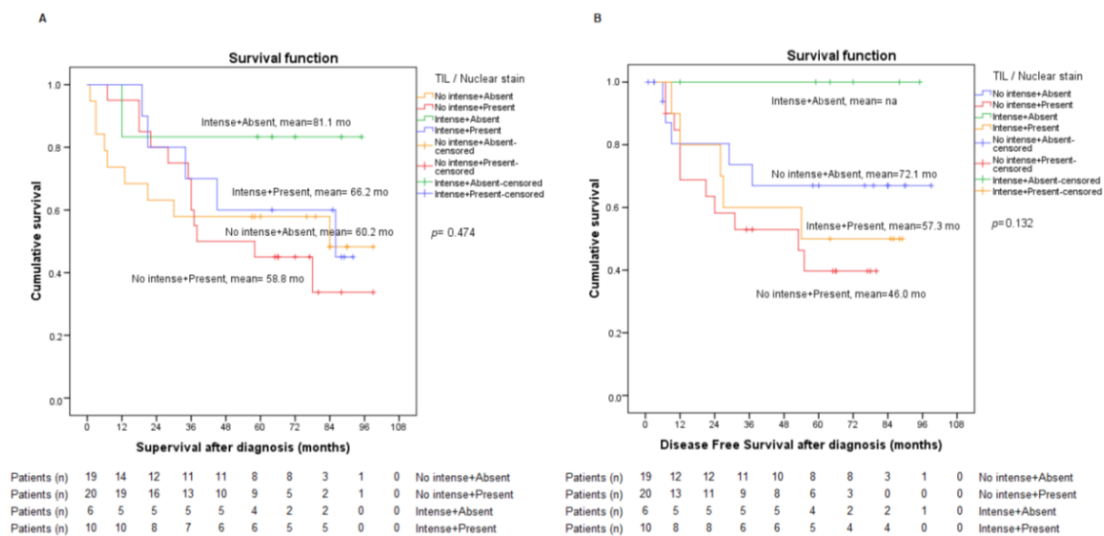 A
Survival function
TIL / Nuclear stain
No intense+Absent
No intense+Present
Intense+Absent
Intense+Present
No intense+Absent-
censored
No intense+Present-
censored
Intense+Absent-censored
Intense+Present-censored
p= 0.474
Intense+Absent, mean=81.1 mo
Intense+Present, mean= 66.2 mo
No intense+Absent, mean= 60.2 mo
No intense+Present, mean= 58.8 mo
Cumulative survival
1.0
0.8
0.6
0.4
0.2
0.0
0 12 24 36 48 60 72 84 96 108
Supervival after diagnosis (months)
Patients (n) 19 14 12 11 11 8 8 3 1 0 No intense+Absent
Patients (n) 20 19 16 13 10 9 5 2 1 0 No intense+Present
Patients (n) 6 5 5 5 5 4 2 2 0 0 Intense+Absent
Patients (n) 10 10 8 7 6 6 5 5 0 0 Intense+Present
B
Survival function
TIL / Nuclear stain
No intense+Absent
No intense+Present
Intense+Absent
Intense+Present
No intense+Absent-
censored
No intense+Present-
censored
Intense+Absent-censored
Intense+Present-censored
p=0.132
Intense+Absent, mean= na
No intense+Absent, mean=72.1 mo
Intense+Present, mean=57.3 mo
No intense+Present, mean=46.0 mo
Cumulative survival
1.0
0.8
0.6
0.4
0.2
0.0
0 12 24 36 48 60 72 84 96 108
Disease Free Survival after diagnosis (months)
Patients (n) 19 12 12 11 10 8 8 3 1 0 No intense+Absent
Patients (n) 20 13 11 9 8 6 3 0 0 0 No intense+Present
Patients (n) 6 5 5 5 5 4 2 2 1 0 Intense+Absent
Patients (n) 10 8 8 6 6 5 4 4 0 0 Intense+Present